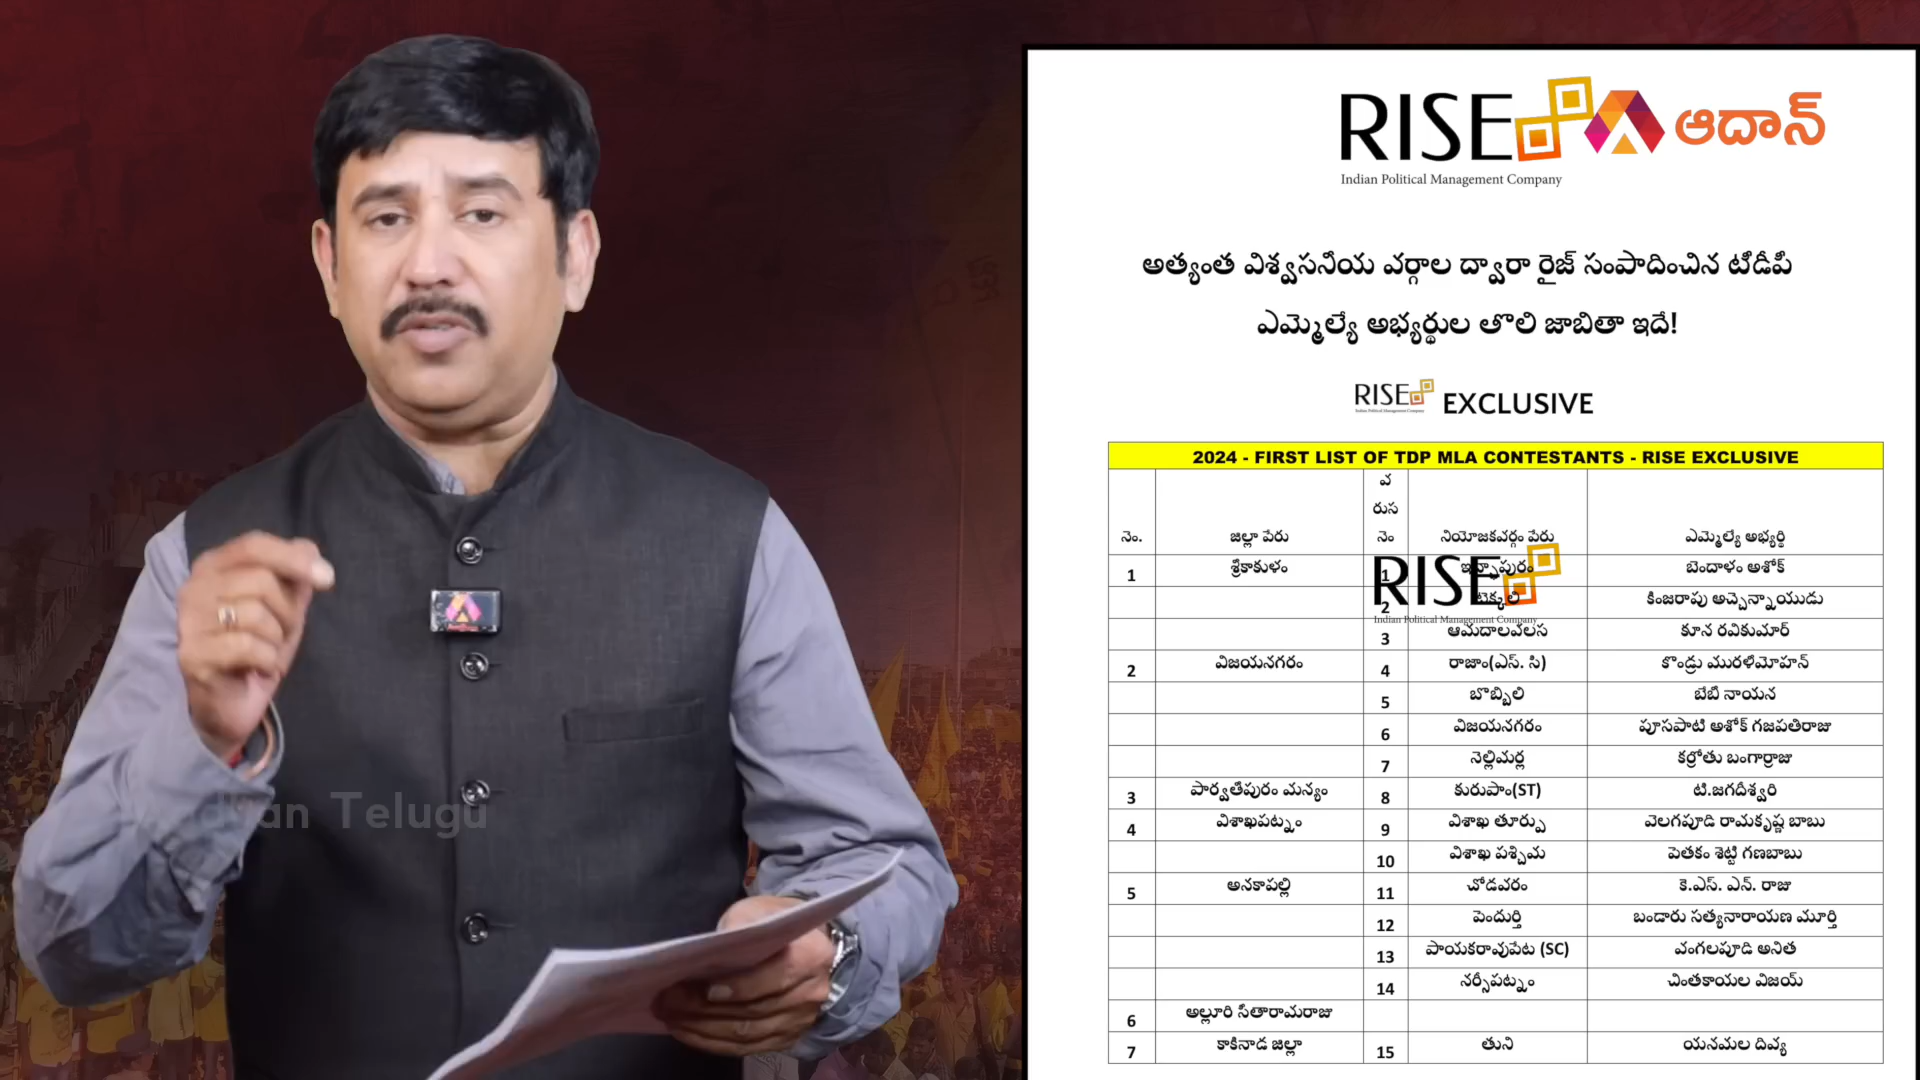 RISE ఆదాన్
Indian Political Management Company
అత్యంత విశ్వసనీయ వర్గాల ద్వారా రైజ్ సంపాదించిన టీడీపీ
ఎమ్మెల్యే అభ్యర్థుల తొలి జాబితా ఇదే!
RISE EXCLUSIVE
2024 - FIRST LIST OF TDP MLA CONTESTANTS - RISE EXCLUSIVE
నెం. జిల్లా పేరు వరుస నెం నియోజకవర్గం పేరు ఎమ్మెల్యే అభ్యర్థి
1 శ్రీకాకుళం 1 ఇచ్ఛాపురం బెందాళం అశోక్
2 టెక్కలి కింజరాపు అచ్చెన్నాయుడు
RISE
Indian Political Management Company
3 ఆమదాలవలస కూన రవికుమార్
2 విజయనగరం 4 రాజాం(ఎస్. సి) కొండ్రు మురళీమోహన్
5 బొబ్బిలి బేబీ నాయన
6 విజయనగరం పూసపాటి అశోక్ గజపతిరాజు
7 నెల్లిమర్ల కర్రోతు బంగార్రాజు
3 పార్వతీపురం మన్యం 8 కురుపాం(ST) టి.జగదీశ్వరి
4 విశాఖపట్నం 9 విశాఖ తూర్పు వెలగపూడి రామకృష్ణ బాబు
10 విశాఖ పశ్చిమ పెతకం శెట్టి గణబాబు
5 అనకాపల్లి 11 చోడవరం కె.ఎస్. ఎన్. రాజు
12 పెందుర్తి బండారు సత్యనారాయణ మూర్తి
13 పాయకరావుపేట (SC) వంగలపూడి అనిత
14 నర్సీపట్నం చింతకాయల విజయ్
6 అల్లూరి సీతారామరాజు
7 కాకినాడ జిల్లా 15 తుని యనమల దివ్య
Telugu